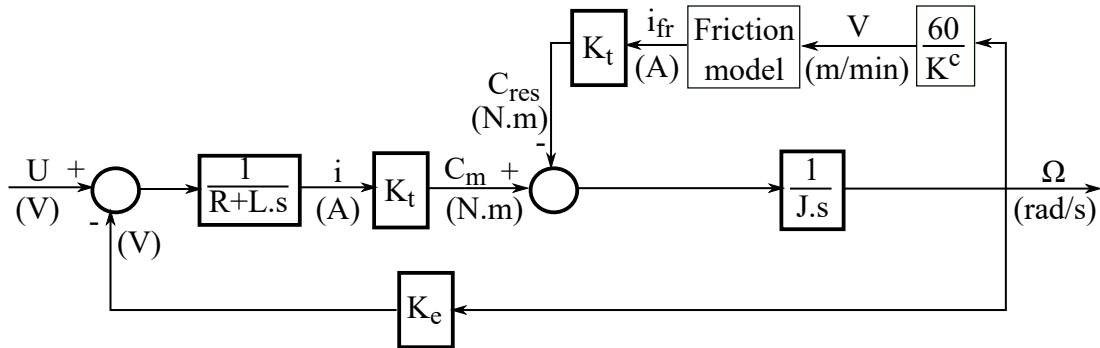 60
K^c
V
(m/min)
Friction
model
i_fr
(A)
K_t
C_res
(N.m)
-
U +
(V)
-
(V)
1
R+L.s
i
(A)
K_t
C_m +
(N.m)
1
J.s
Ω
(rad/s)
K_e